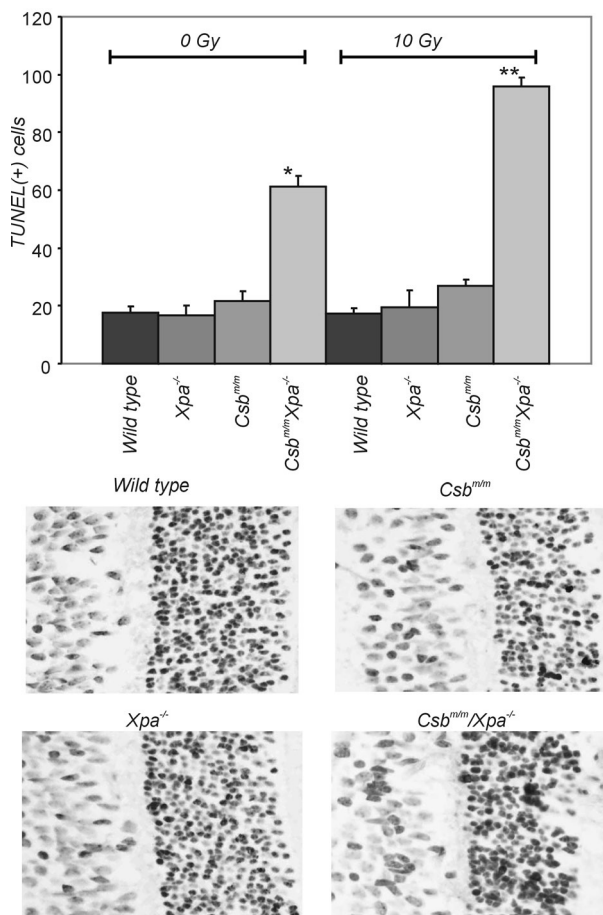 0 Gy 10 Gy
TUNEL(+) cells
120
100
80
60
40
20
0
*
**
Wild type
Xpa-/-
Csbm/m
Csbm/mXpa-/-
Wild type
Xpa-/-
Csbm/m
Csbm/mXpa-/-
Wild type Csbm/m
Xpa-/- Csbm/m/Xpa-/-